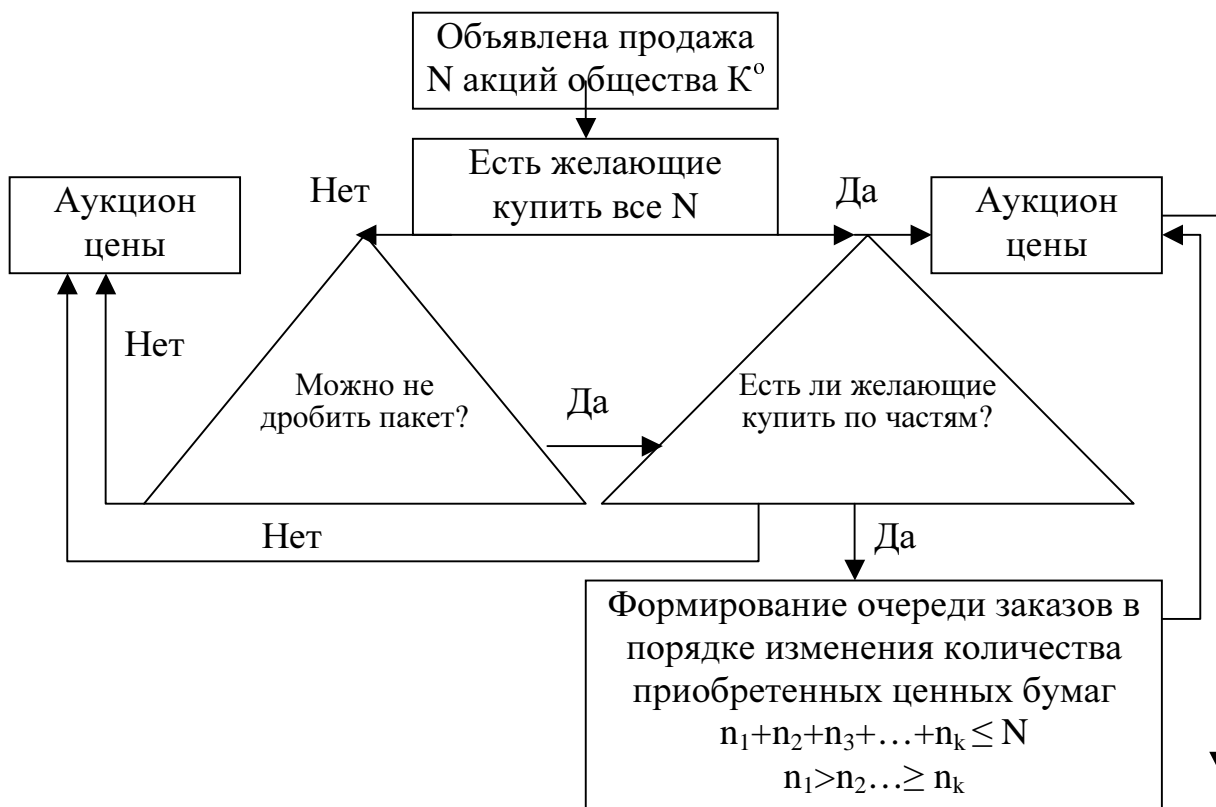 Объявлена продажа
N акций общества К⁰
Есть желающие
купить все N
Нет
Да
Аукцион
цены
Аукцион
цены
Нет
Можно не
дробить пакет?
Да
Есть ли желающие
купить по частям?
Нет
Да
Формирование очереди заказов в
порядке изменения количества
приобретенных ценных бумаг
n₁+n₂+n₃+…+nₖ ≤ N
n₁>n₂…≥ nₖ